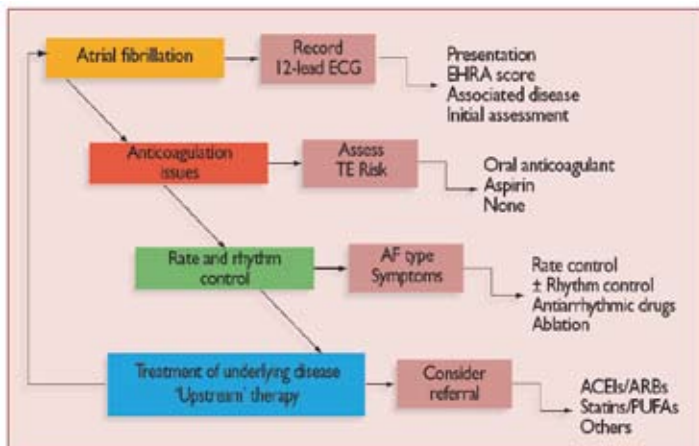 Atrial fibrillation
Record
12-lead ECG
Presentation
EHRA score
Associated disease
Initial assessment
Anticoagulation
issues
Assess
TE Risk
Oral anticoagulant
Aspirin
None
Rate and rhythm
control
AF type
Symptoms
Rate control
± Rhythm control
Antiarrhythmic drugs
Ablation
Treatment of underlying disease
'Upstream' therapy
Consider
referral
ACEIs/ARBs
Statins/PUFAs
Others